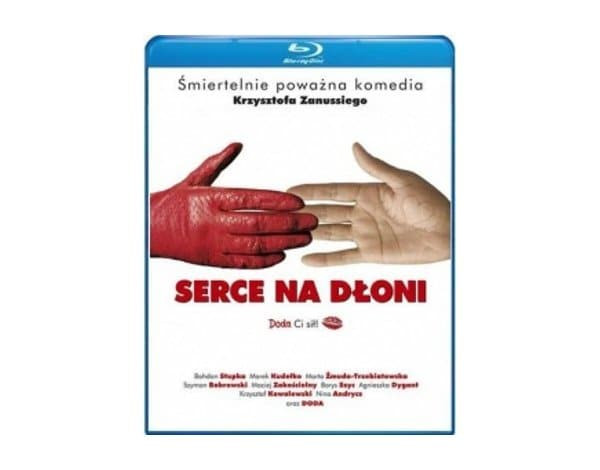 Blu-ray Disc
Śmiertelnie poważna komedia
Krzysztofa Zanussiego
SERCE NA DŁONI
Doda Ci sił!
Bohdan Stupka Marek Kudełko Marta Żmuda-Trzebiatowska
Szymon Bobrowski Maciej Zakościelny Borys Szyc Agnieszka Dygant
Krzysztof Kowalewski Nina Andrycz
oraz DODA